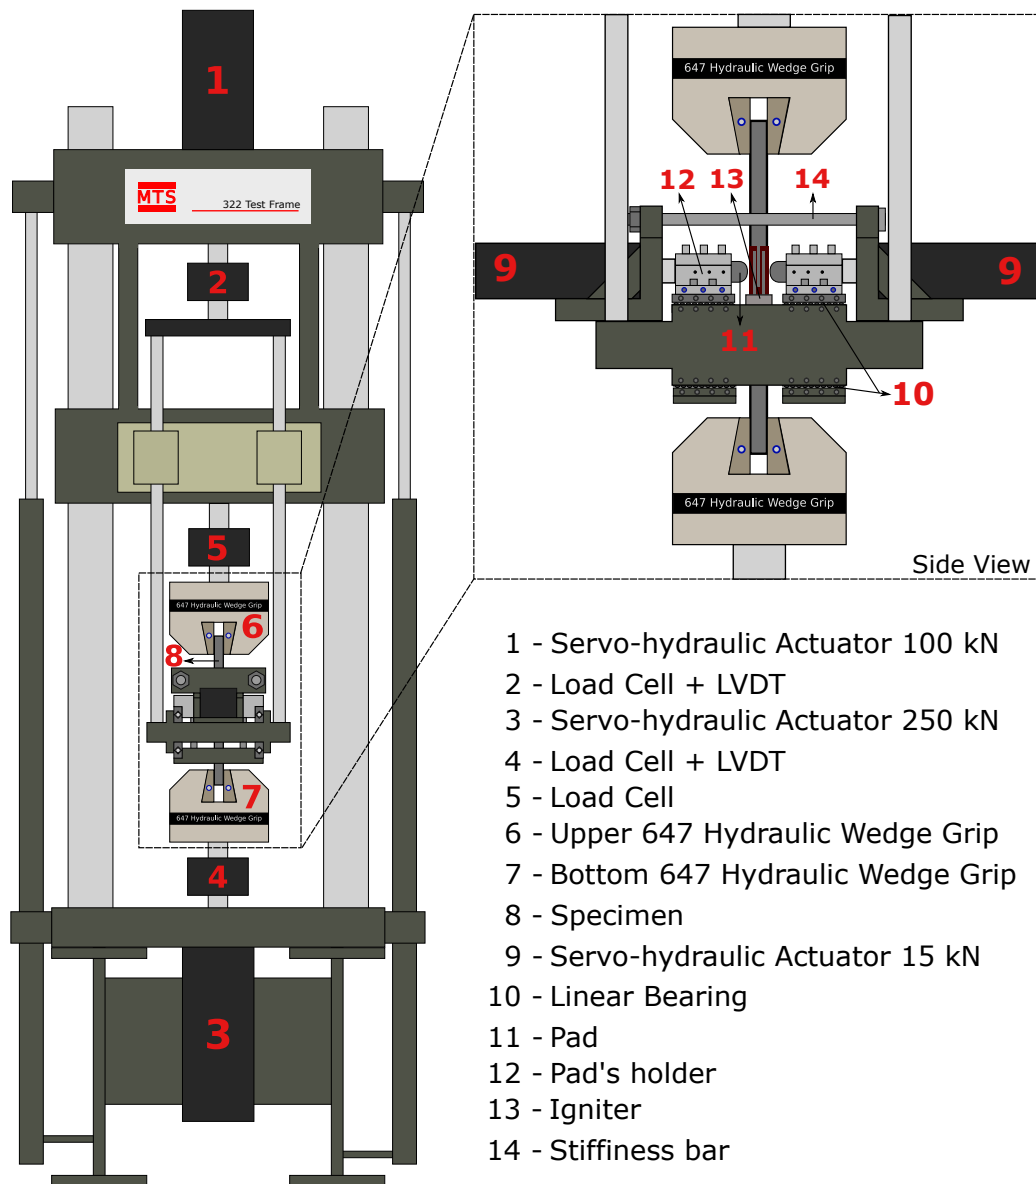 1
MTS
322 Test Frame
2
5
647 Hydraulic Wedge Grip
6
8
7
647 Hydraulic Wedge Grip
4
3
647 Hydraulic Wedge Grip
12
13
14
9
9
11
10
647 Hydraulic Wedge Grip
Side View
1 - Servo-hydraulic Actuator 100 kN
2 - Load Cell + LVDT
3 - Servo-hydraulic Actuator 250 kN
4 - Load Cell + LVDT
5 - Load Cell
6 - Upper 647 Hydraulic Wedge Grip
7 - Bottom 647 Hydraulic Wedge Grip
8 - Specimen
9 - Servo-hydraulic Actuator 15 kN
10 - Linear Bearing
11 - Pad
12 - Pad's holder
13 - Igniter
14 - Stiffiness bar